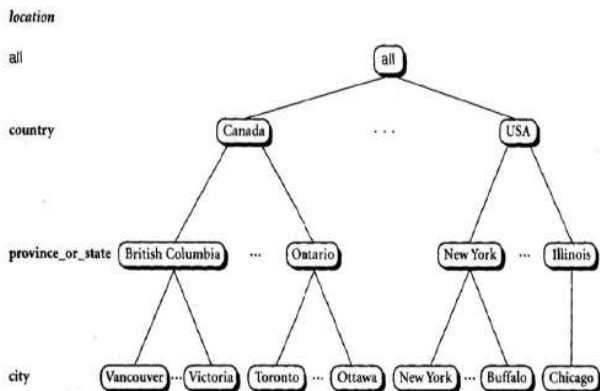 location
all all
country Canada ... USA
province_or_state British Columbia ... Ontario New York ... Illinois
city Vancouver ... Victoria Toronto ... Ottawa New York ... Buffalo Chicago